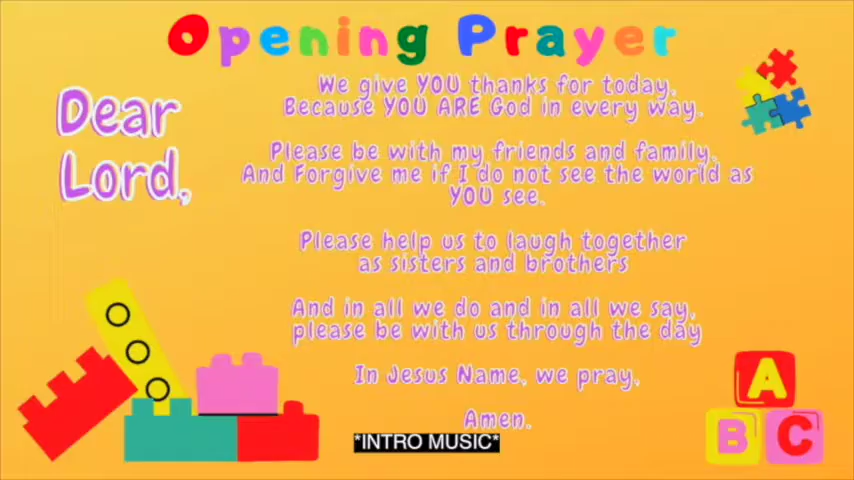 Opening Prayer
Dear
Lord,
We give YOU thanks for today,
Because YOU ARE God in every way.
Please be with my friends and family,
And Forgive me if I do not see the world as
YOU see.
Please help us to laugh together
as sisters and brothers
And in all we do and in all we say,
please be with us through the day
In Jesus Name, we pray,
Amen.
*INTRO MUSIC*
A
B C